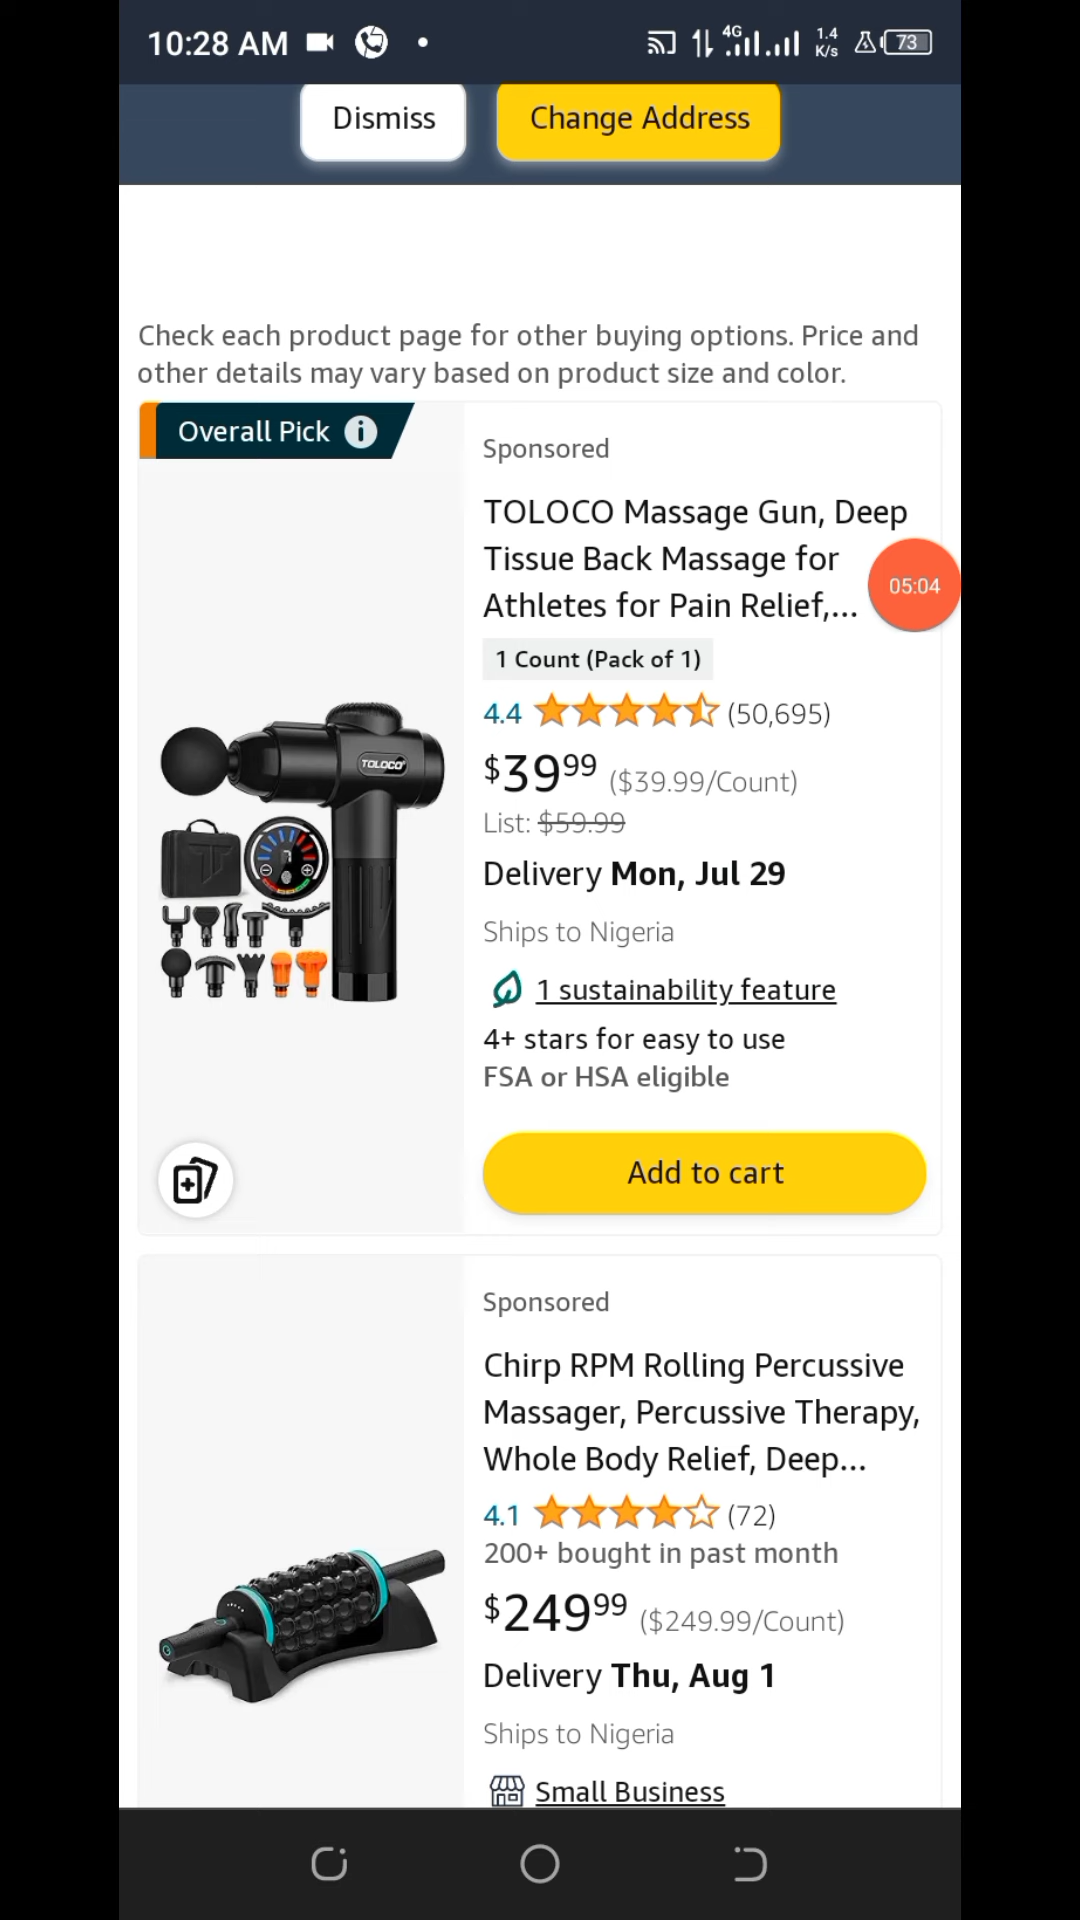 10:28 AM
4G
1.4
K/s
73
Dismiss
Change Address
Check each product page for other buying options. Price and
other details may vary based on product size and color.
Overall Pick
Sponsored
TOLOCO Massage Gun, Deep
Tissue Back Massage for
Athletes for Pain Relief,...
05:04
1 Count (Pack of 1)
4.4 (50,695)
$39 99 ($39.99/Count)
List: $59.99
Delivery Mon, Jul 29
Ships to Nigeria
1 sustainability feature
4+ stars for easy to use
FSA or HSA eligible
TOLOCO
Add to cart
Sponsored
Chirp RPM Rolling Percussive
Massager, Percussive Therapy,
Whole Body Relief, Deep...
4.1 (72)
200+ bought in past month
$249 99 ($249.99/Count)
Delivery Thu, Aug 1
Ships to Nigeria
Small Business